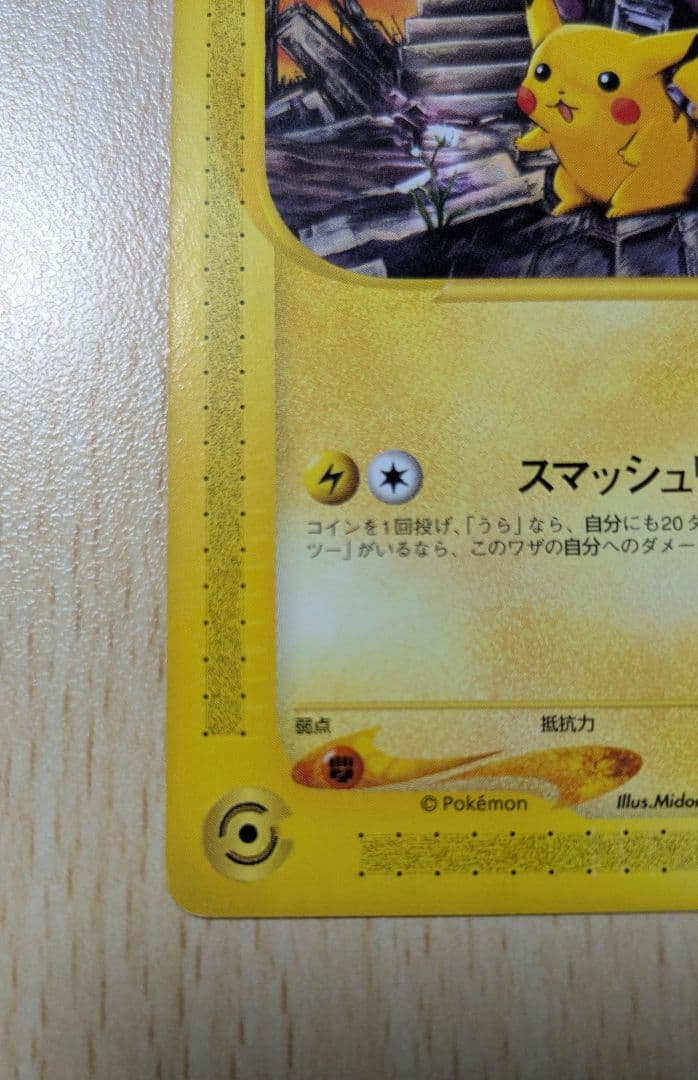 スマッシュ
コインを1回投げ、「うら」なら、自分にも20ダ
ツー」がいるなら、このワザの自分へのダメー
弱点 抵抗力
© Pokémon Illus.Midor